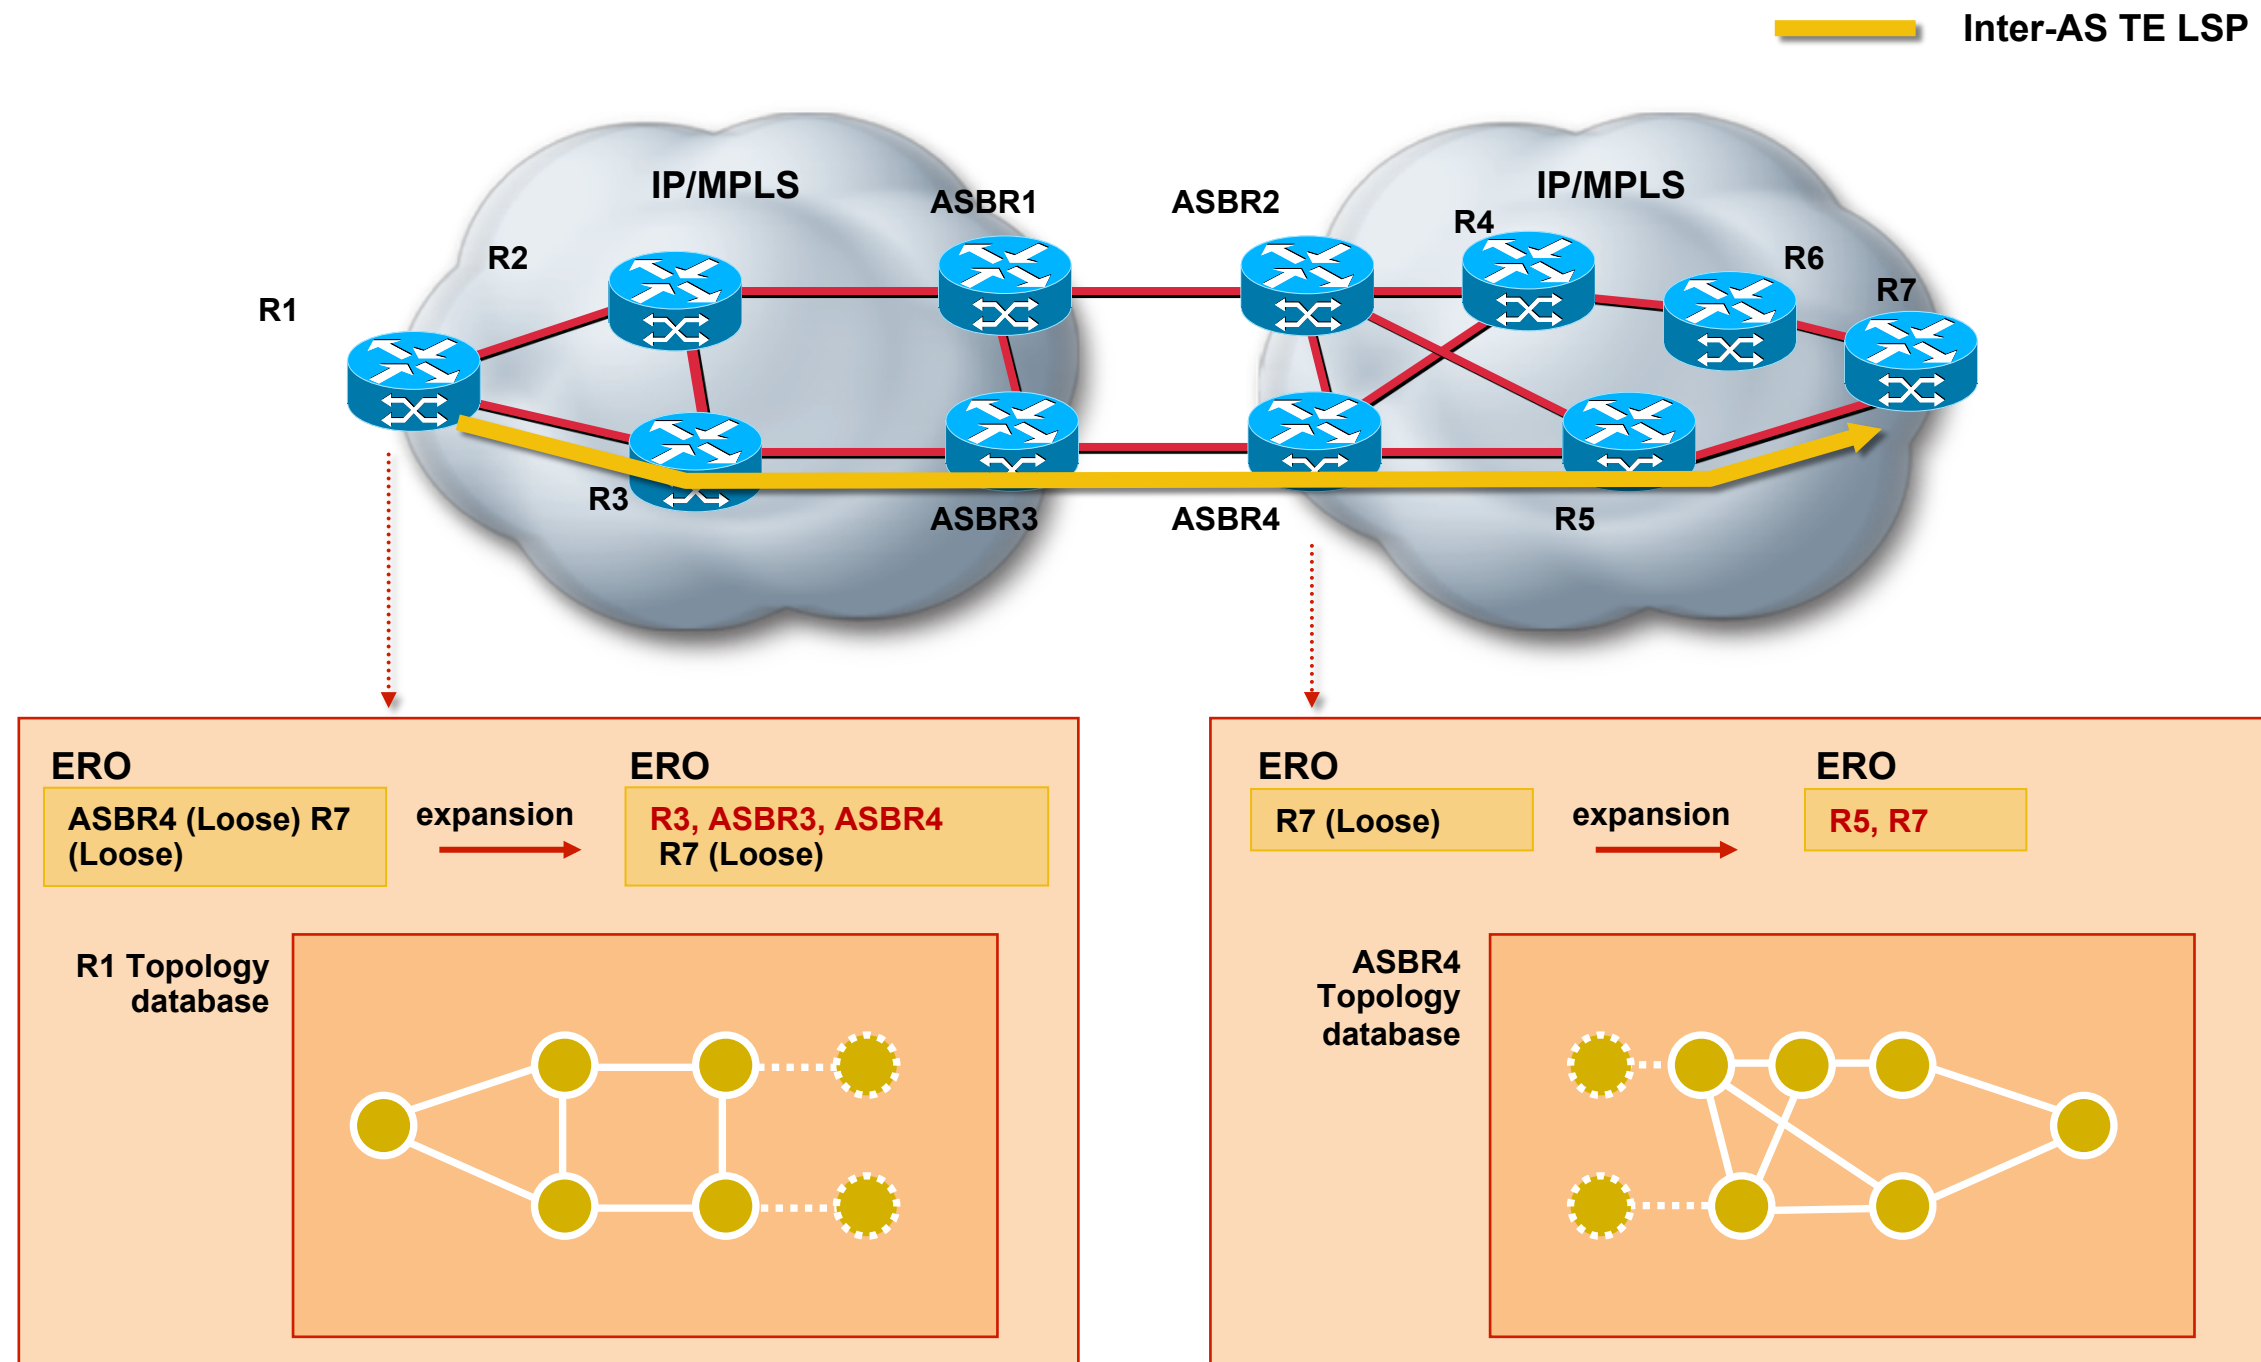 Inter-AS TE LSP
IP/MPLS
IP/MPLS
ASBR1
ASBR2
R4
R2
R6
R7
R1
R3
ASBR3
ASBR4
R5
ERO
ERO
ASBR4 (Loose) R7
(Loose)
expansion
R3, ASBR3, ASBR4
R7 (Loose)
R1 Topology
database
ERO
ERO
R7 (Loose)
expansion
R5, R7
ASBR4
Topology
database